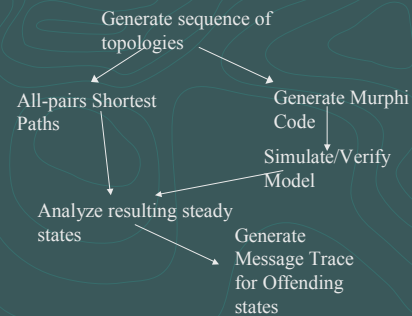 Generate sequence of
topologies
All-pairs Shortest
Paths
Generate Murphi
Code
Simulate/Verify
Model
Analyze resulting steady
states
Generate
Message Trace
for Offending
states